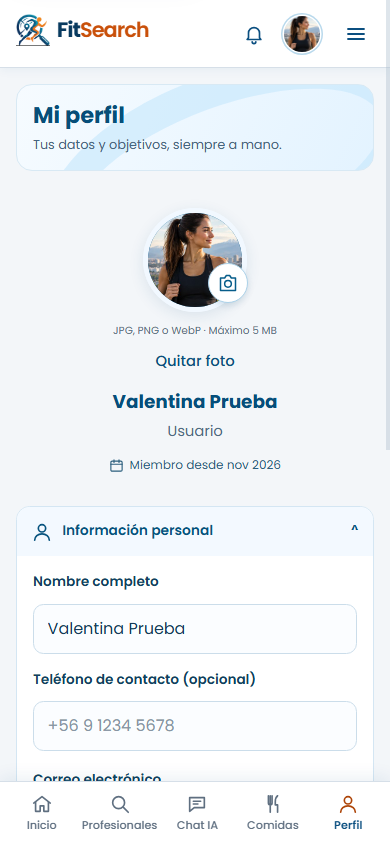 FitSearch
Mi perfil
Tus datos y objetivos, siempre a mano.
JPG, PNG o WebP · Máximo 5 MB
Quitar foto
Valentina Prueba
Usuario
Miembro desde nov 2026
Información personal
Nombre completo
Valentina Prueba
Teléfono de contacto (opcional)
+56 9 1234 5678
Correo electrónico
Inicio
Profesionales
Chat IA
Comidas
Perfil